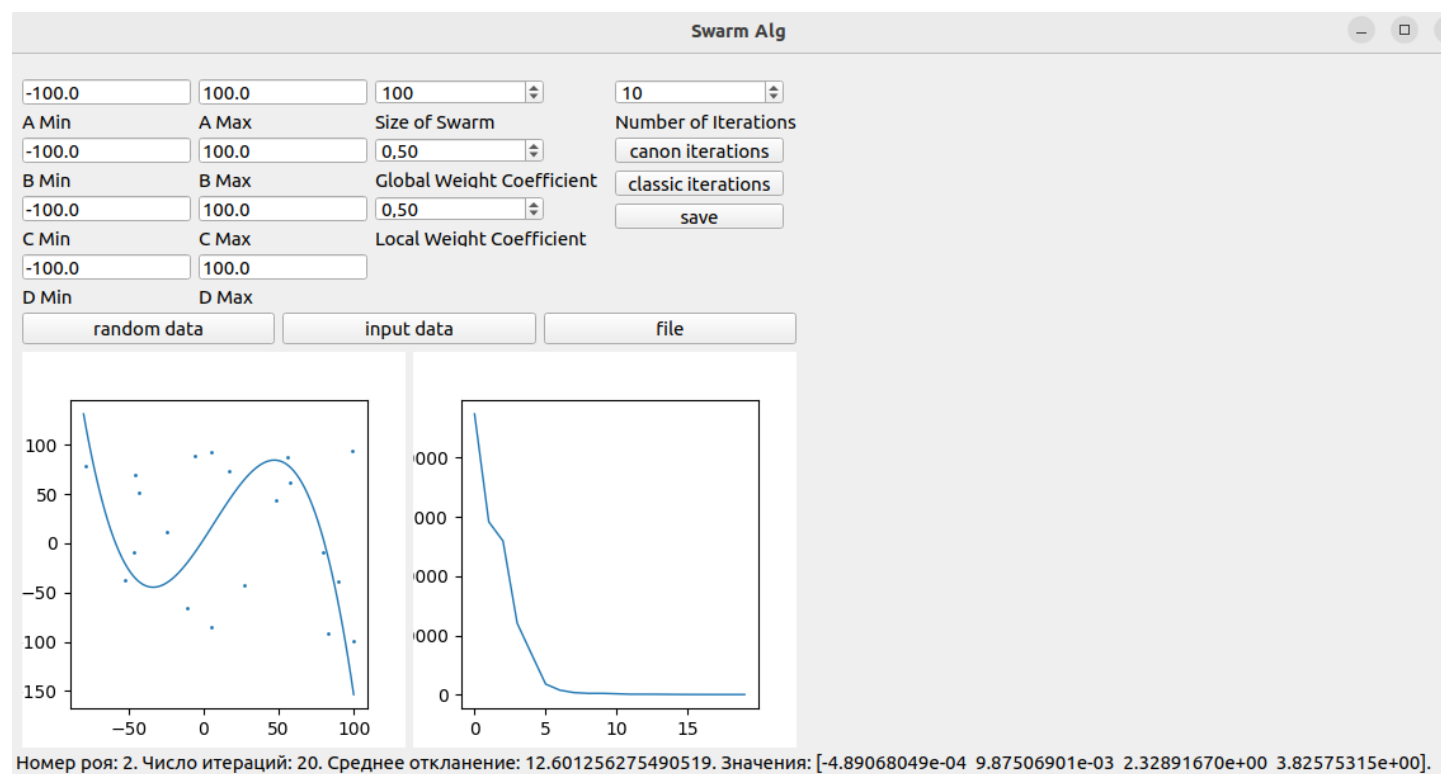 Swarm Alg
-100.0 100.0 100 10
A Min A Max Size of Swarm Number of Iterations
-100.0 100.0 0,50 canon iterations
B Min B Max Global Weight Coefficient classic iterations
-100.0 100.0 0,50 save
C Min C Max Local Weight Coefficient
-100.0 100.0
D Min D Max
random data input data file
100
50
0
−50
100
150
−50 0 50 100
0000
000
0000
0000
0
0 5 10 15
Номер роя: 2. Число итераций: 20. Среднее откланение: 12.601256275490519. Значения: [-4.89068049e-04 9.87506901e-03 2.32891670e+00 3.82575315e+00].